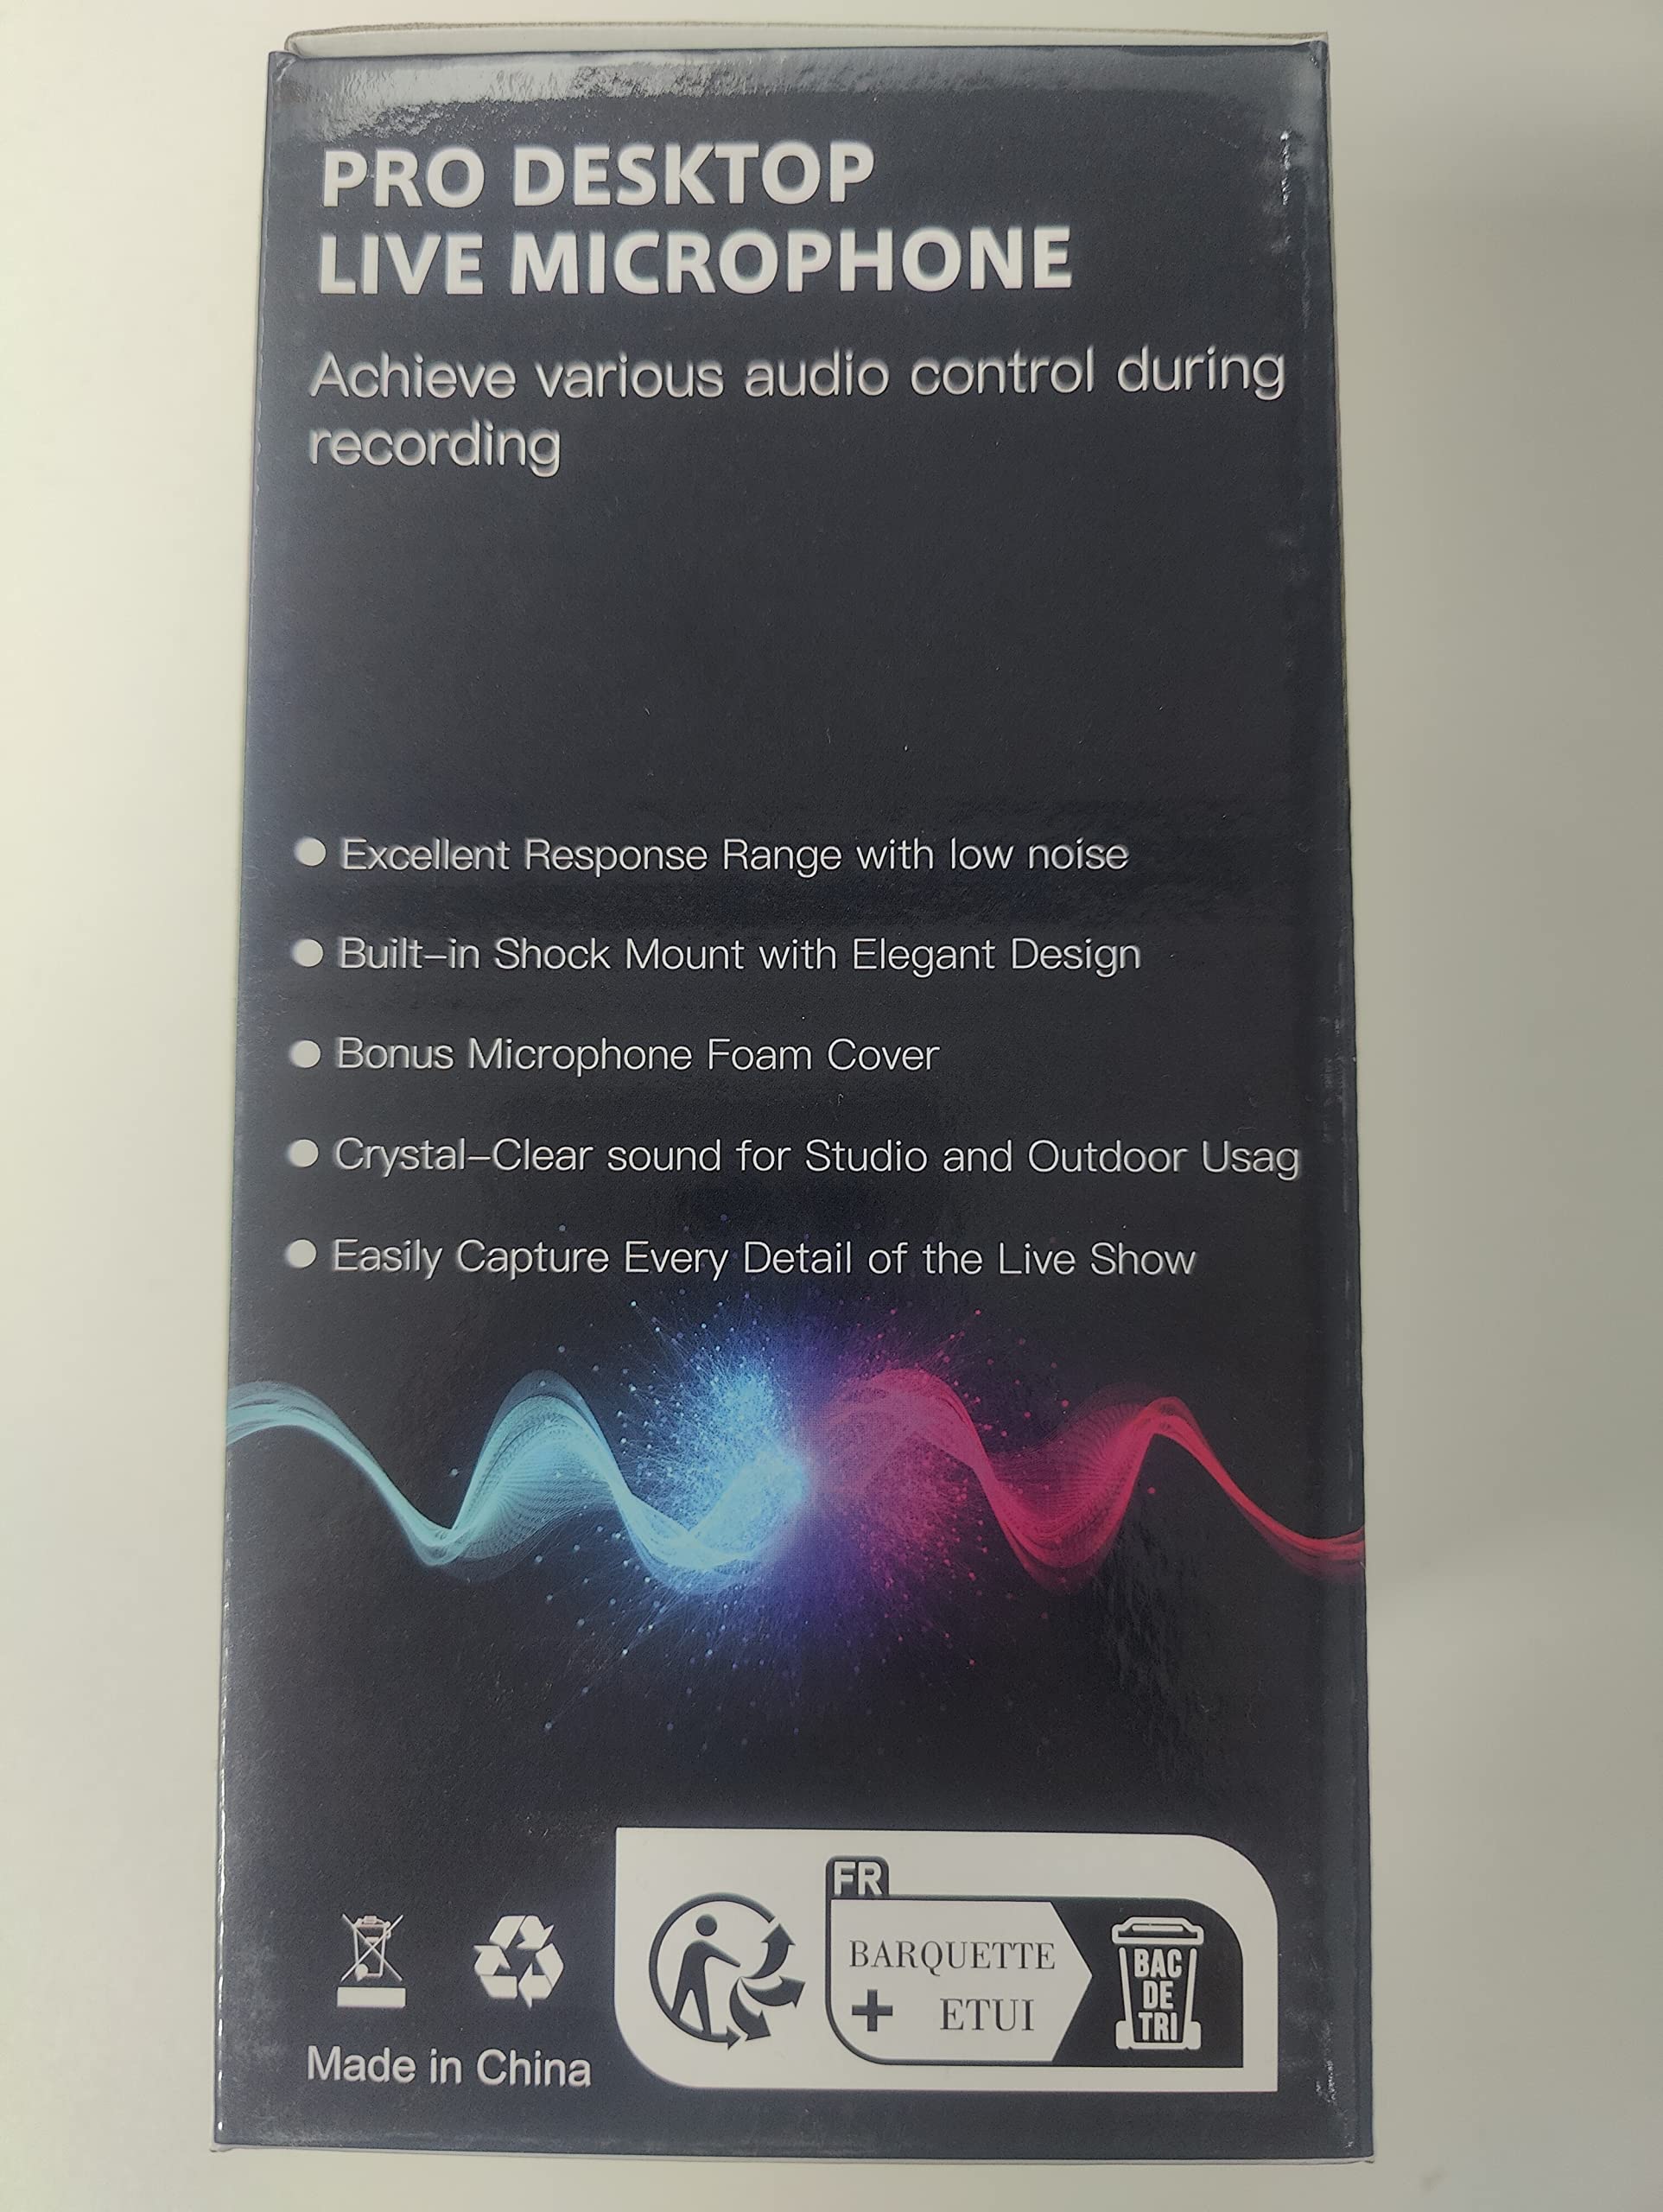 PRO DESKTOP
LIVE MICROPHONE
Achieve various audio control during
recording
● Excellent Response Range with low noise
● Built-in Shock Mount with Elegant Design
● Bonus Microphone Foam Cover
● Crystal-Clear sound for Studio and Outdoor Usag
● Easily Capture Every Detail of the Live Show
FR
BARQUETTE
+ ETUI
BAC
DE
TRI
Made in China